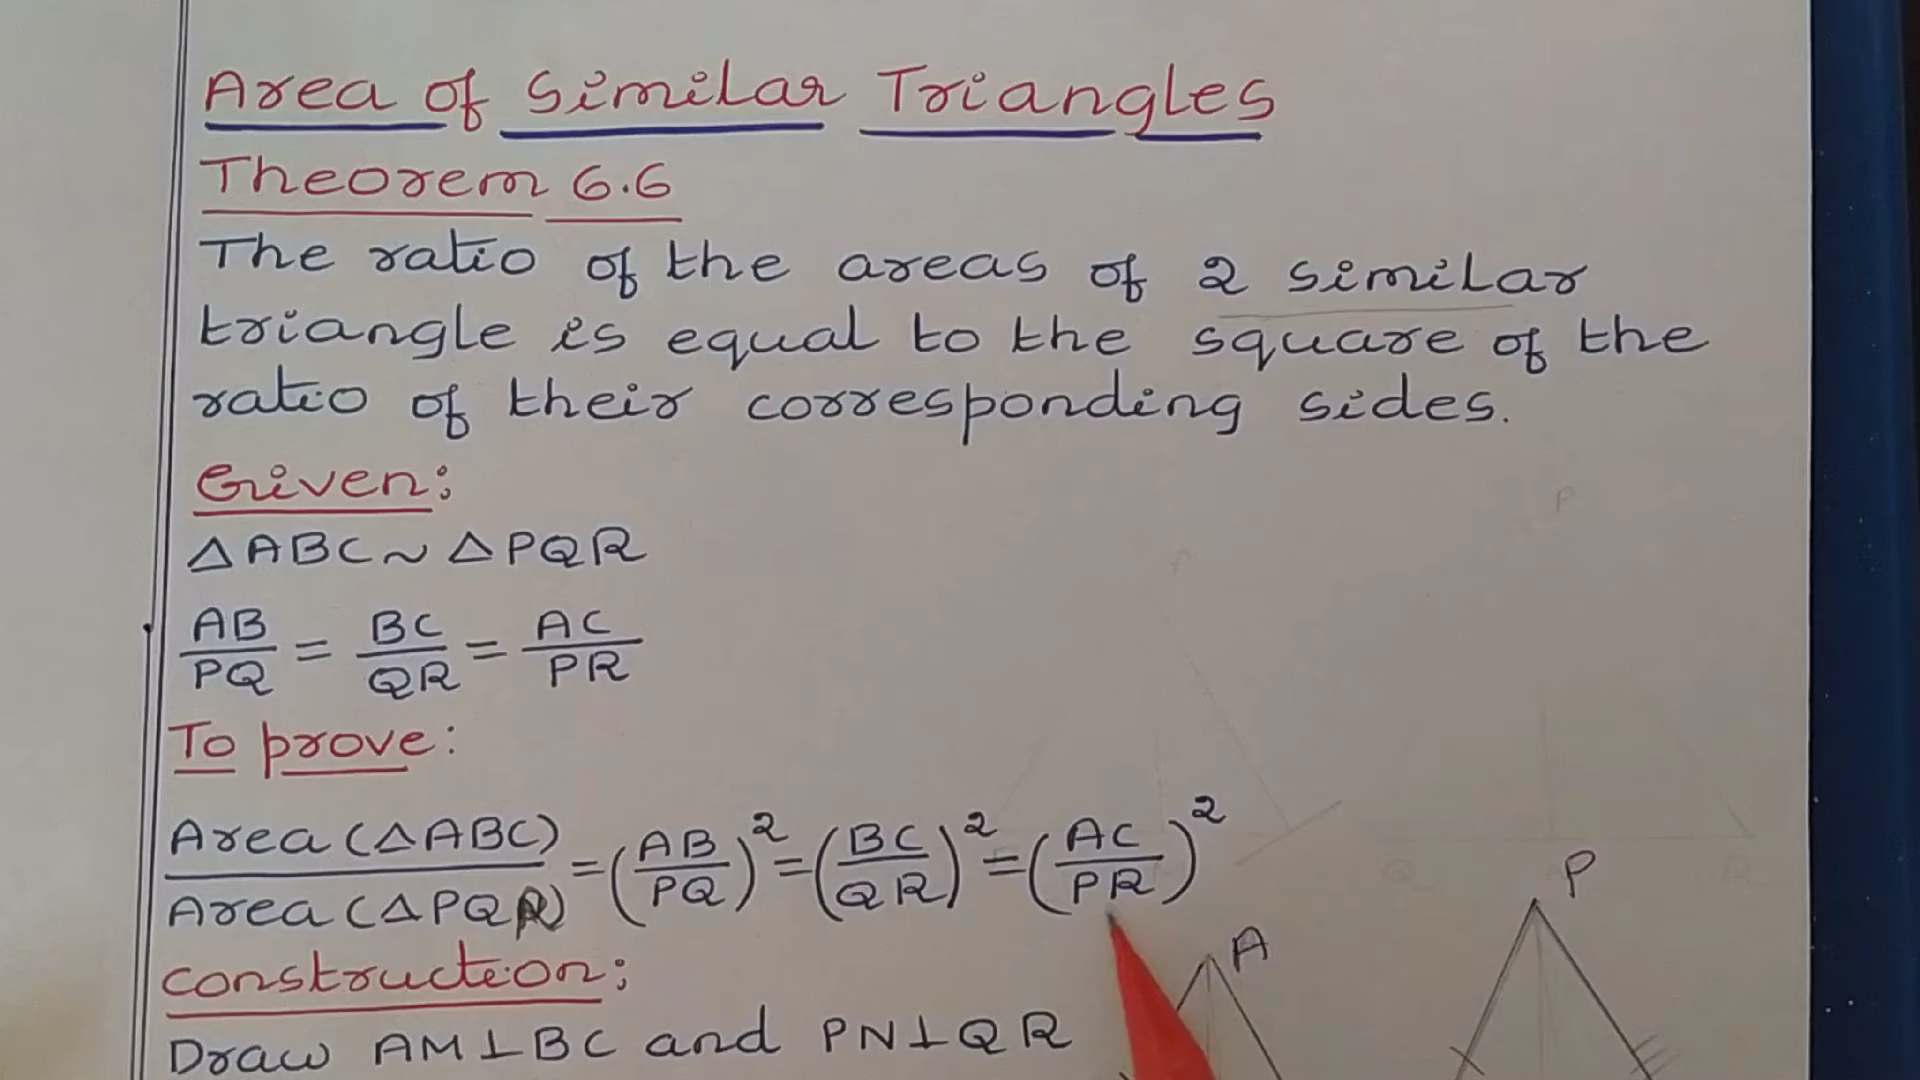 Area of Similar Triangles
Theorem 6.6
The ratio of the areas of 2 similar
triangle is equal to the square of the
ratio of their corresponding sides.
Given:
△ABC ~ △PQR
AB/PQ = BC/QR = AC/PR
To prove:
Area (△ABC)/Area (△PQR) = (AB/PQ)² = (BC/QR)² = (AC/PR)²
P
A
Construction:
Draw AM⊥BC and PN⊥QR